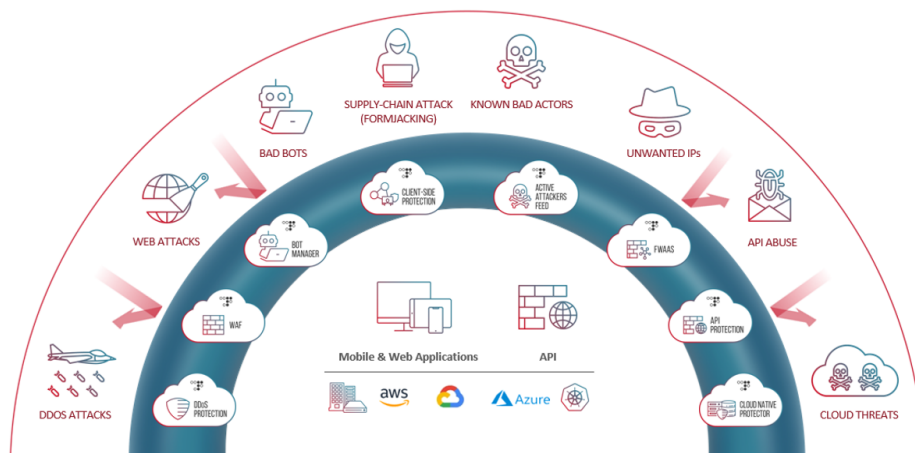 SUPPLY-CHAIN ATTACK
(FORMJACKING)
KNOWN BAD ACTORS
BAD BOTS
UNWANTED IPs
WEB ATTACKS
API ABUSE
DDOS ATTACKS
CLOUD THREATS
CLIENT-SIDE
PROTECTION
ACTIVE
ATTACKERS
FEED
BOT
MANAGER
FWAAS
WAF
API
PROTECTION
DDoS
PROTECTION
CLOUD NATIVE
PROTECTOR
Mobile & Web Applications
API
aws
Azure